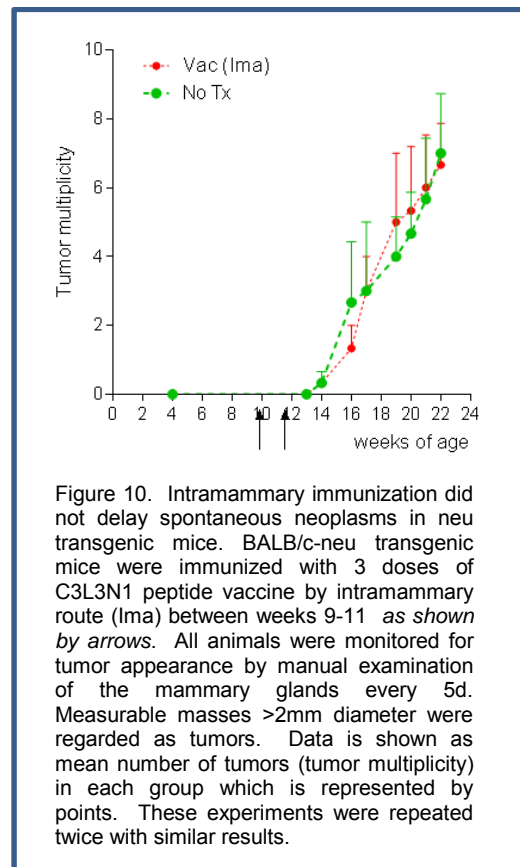 10
Vac (Ima)
No Tx
8
6
4
2
0
Tumor multiplicity
0 2 4 6 8 10 12 14 16 18 20 22 24
weeks of age
Figure 10. Intramammary immunization did
not delay spontaneous neoplasms in neu
transgenic mice. BALB/c-neu transgenic
mice were immunized with 3 doses of
C3L3N1 peptide vaccine by intramammary
route (Ima) between weeks 9-11 as shown
by arrows. All animals were monitored for
tumor appearance by manual examination
of the mammary glands every 5d.
Measurable masses >2mm diameter were
regarded as tumors. Data is shown as
mean number of tumors (tumor multiplicity)
in each group which is represented by
points. These experiments were repeated
twice with similar results.